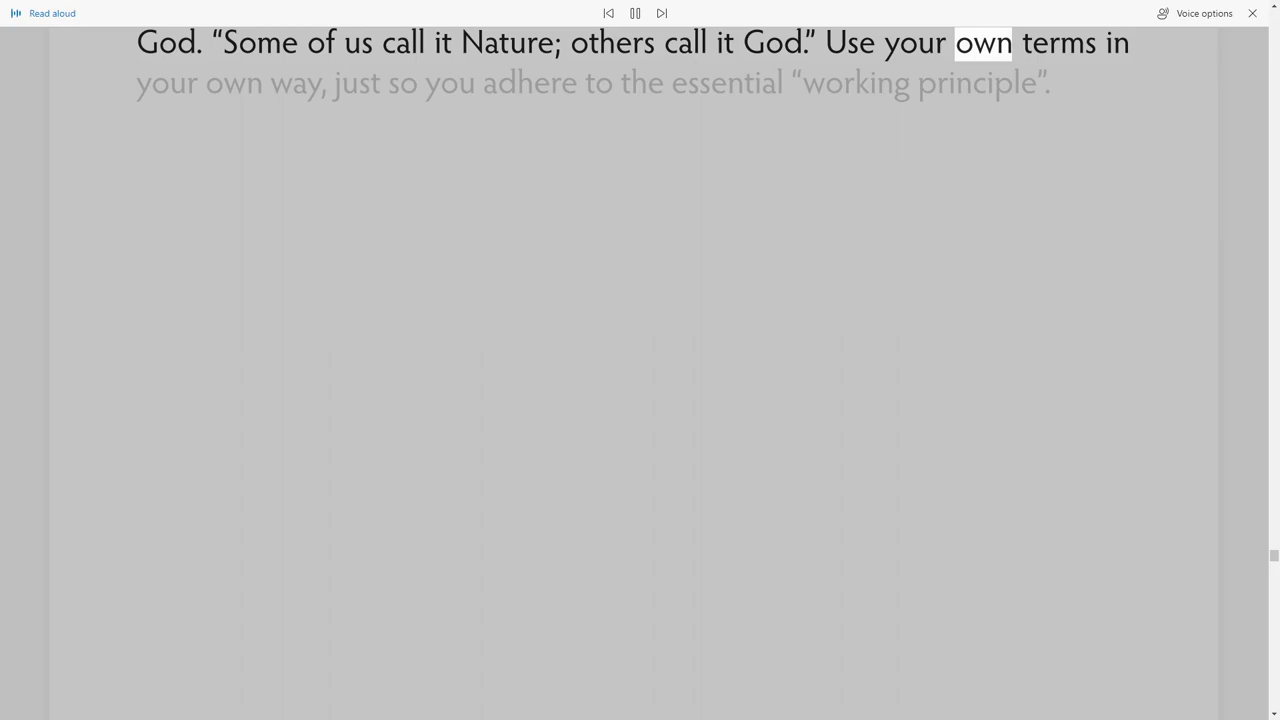 Read aloud
Voice options
God. “Some of us call it Nature; others call it God.” Use your own terms in
your own way, just so you adhere to the essential “working principle”.